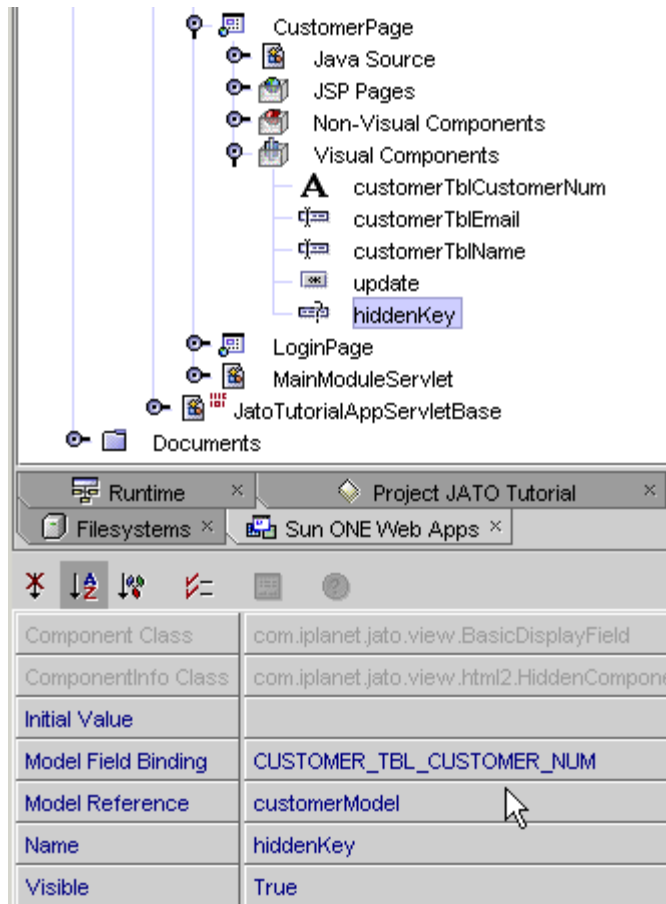 CustomerPage
Java Source
JSP Pages
Non-Visual Components
Visual Components
A customerTblCustomerNum
customerTblEmail
customerTblName
update
hiddenKey
LoginPage
MainModuleServlet
JatoTutorialAppServletBase
Documents
Runtime × Project JATO Tutorial ×
Filesystems × Sun ONE Web Apps ×
Component Class com.iplanet.jato.view.BasicDisplayField
ComponentInfo Class com.iplanet.jato.view.html2.HiddenCompone
Initial Value
Model Field Binding CUSTOMER_TBL_CUSTOMER_NUM
Model Reference customerModel
Name hiddenKey
Visible True